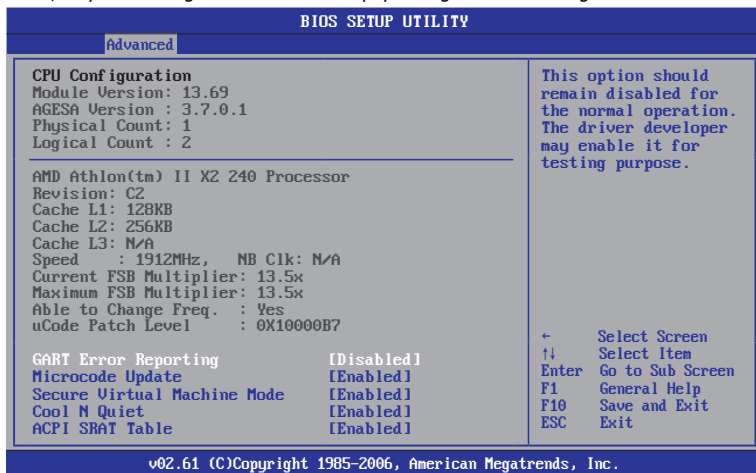 BIOS SETUP UTILITY
Advanced
CPU Configuration
Module Version: 13.69
AGESA Version : 3.7.0.1
Physical Count: 1
Logical Count : 2
AMD Athlon(tm) II X2 240 Processor
Revision: C2
Cache L1: 128KB
Cache L2: 256KB
Cache L3: N/A
Speed : 1912MHz, NB Clk: N/A
Current FSB Multiplier: 13.5x
Maximum FSB Multiplier: 13.5x
Able to Change Freq. : Yes
uCode Patch Level : 0X10000B7
GART Error Reporting [Disabled]
Microcode Update [Enabled]
Secure Virtual Machine Mode [Enabled]
Cool N Quiet [Enabled]
ACPI SRAT Table [Enabled]
This option should
remain disabled for
the normal operation.
The driver developer
may enable it for
testing purpose.
← Select Screen
↑↓ Select Item
Enter Go to Sub Screen
F1 General Help
F10 Save and Exit
ESC Exit
v02.61 (C)Copyright 1985-2006, American Megatrends, Inc.